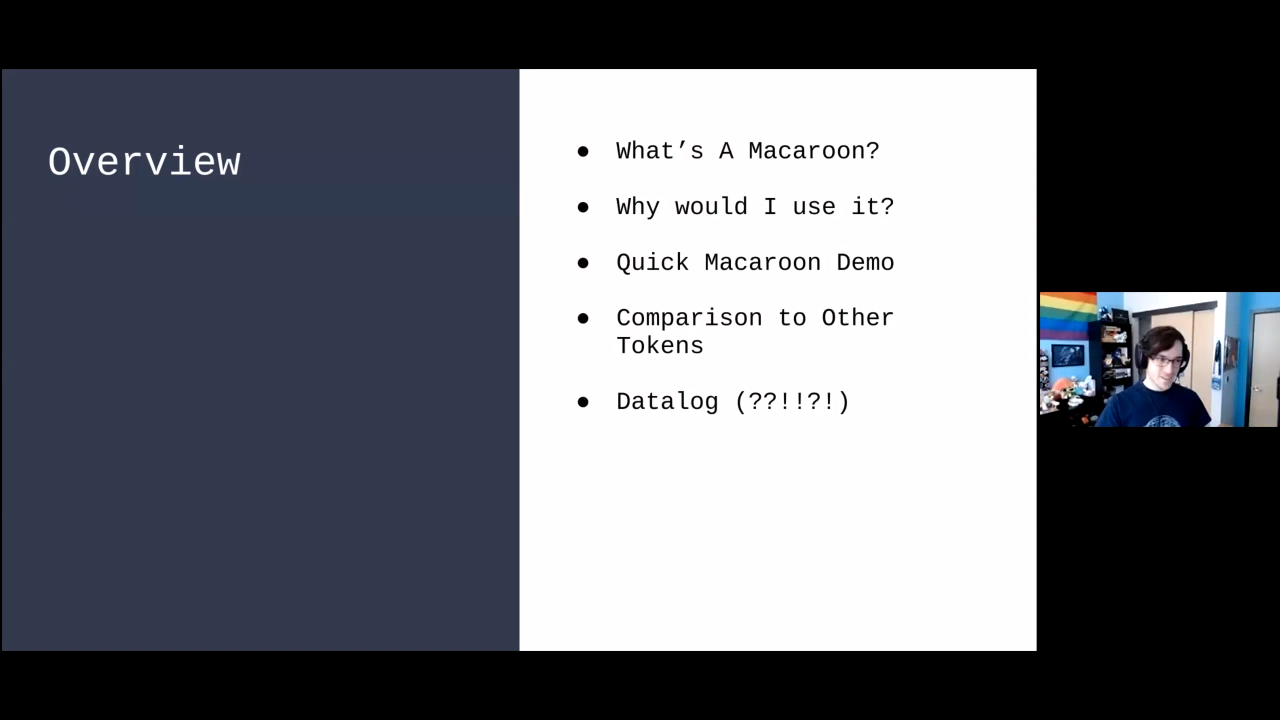 Overview
● What’s A Macaroon?
● Why would I use it?
● Quick Macaroon Demo
● Comparison to Other
Tokens
● Datalog (??!!?!)